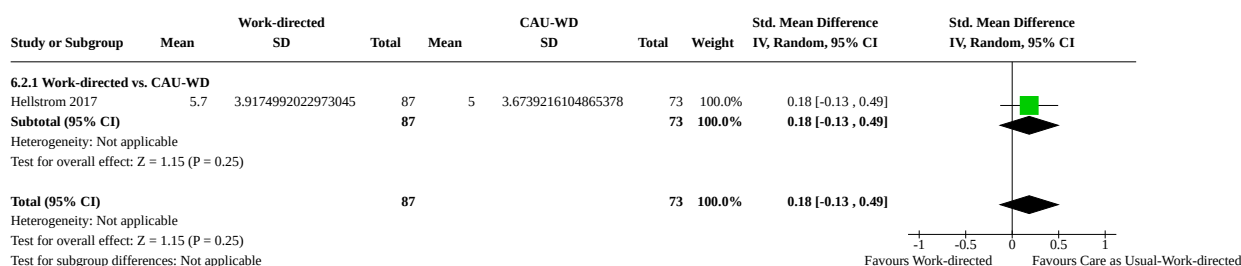 Work-directed CAU-WD Std. Mean Difference Std. Mean Difference
Study or Subgroup Mean SD Total Mean SD Total Weight IV, Random, 95% CI IV, Random, 95% CI
6.2.1 Work-directed vs. CAU-WD
Hellstrom 2017 5.7 3.9174992022973045 87 5 3.6739216104865378 73 100.0% 0.18 [-0.13 , 0.49]
Subtotal (95% CI) 87 73 100.0% 0.18 [-0.13 , 0.49]
Heterogeneity: Not applicable
Test for overall effect: Z = 1.15 (P = 0.25)
Total (95% CI) 87 73 100.0% 0.18 [-0.13 , 0.49]
Heterogeneity: Not applicable
Test for overall effect: Z = 1.15 (P = 0.25)
-1 -0.5 0 0.5 1
Test for subgroup differences: Not applicable Favours Work-directed Favours Care as Usual-Work-directed